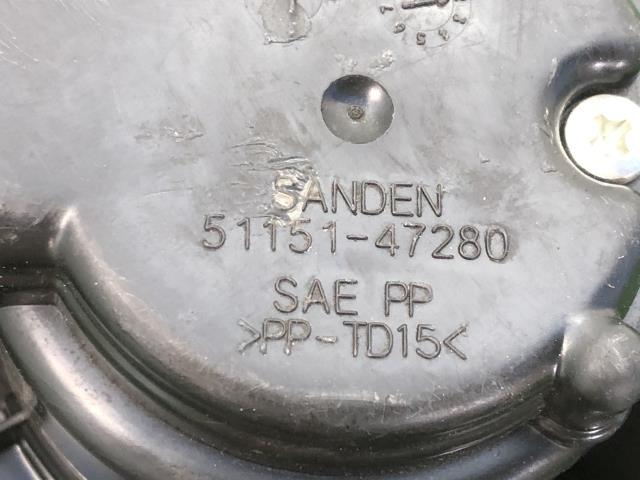 SANDEN
51151-47280
SAE PP
>PP-TD15<